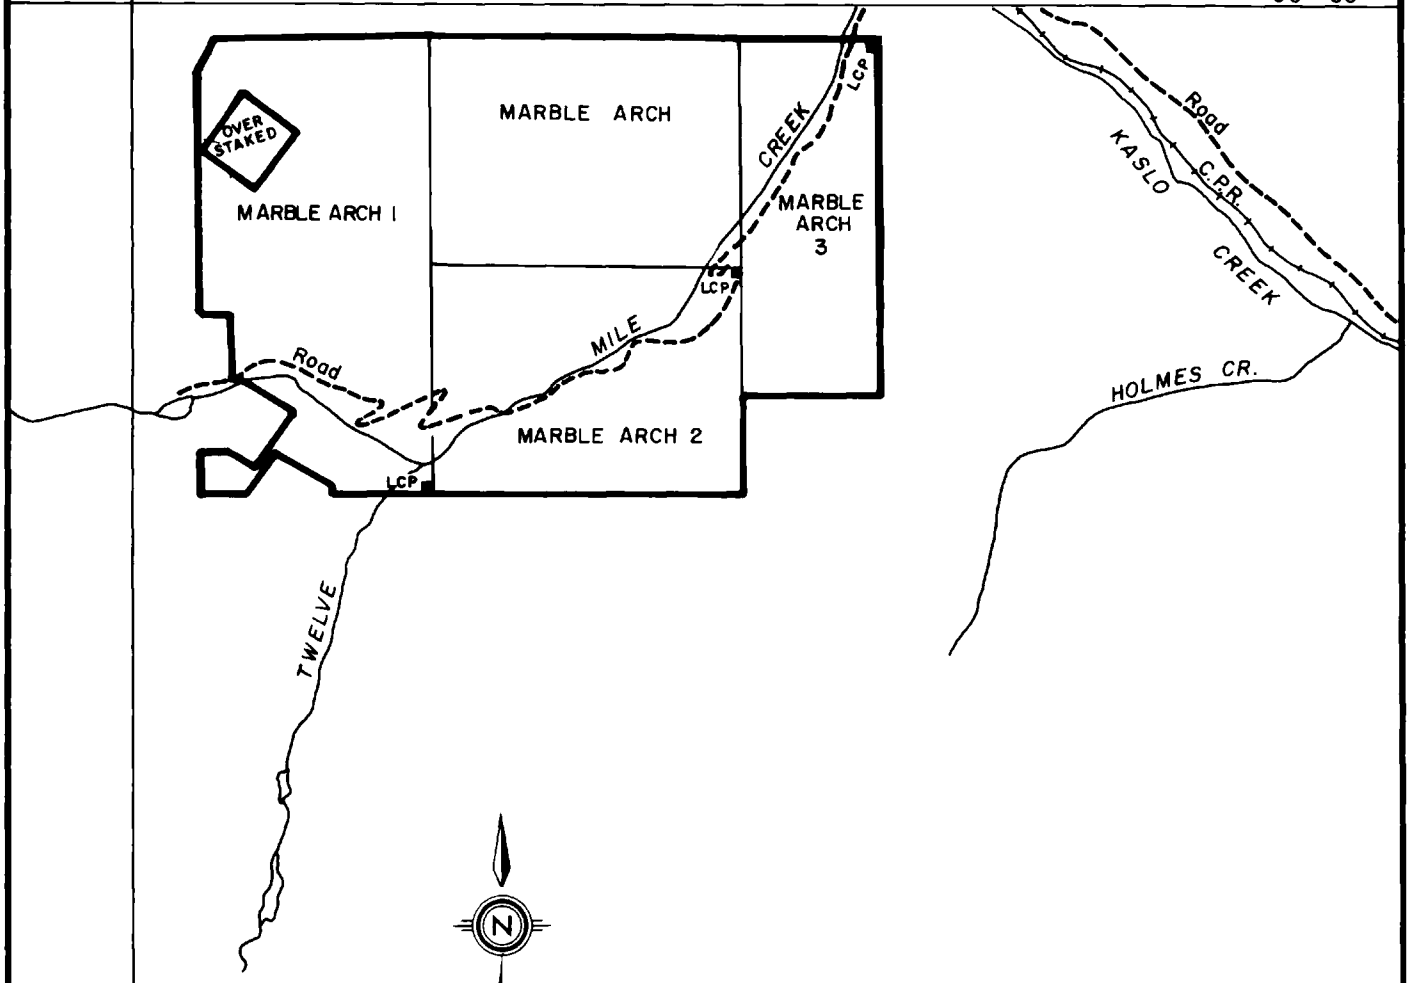 MARBLE ARCH
OVER
STAKED
MARBLE ARCH 1
CREEK
LCP
MARBLE
ARCH
3
Road
C.P.R.
KASLO
CREEK
LCP
MILE
Road
HOLMES CR.
MARBLE ARCH 2
LCP
TWELVE
N